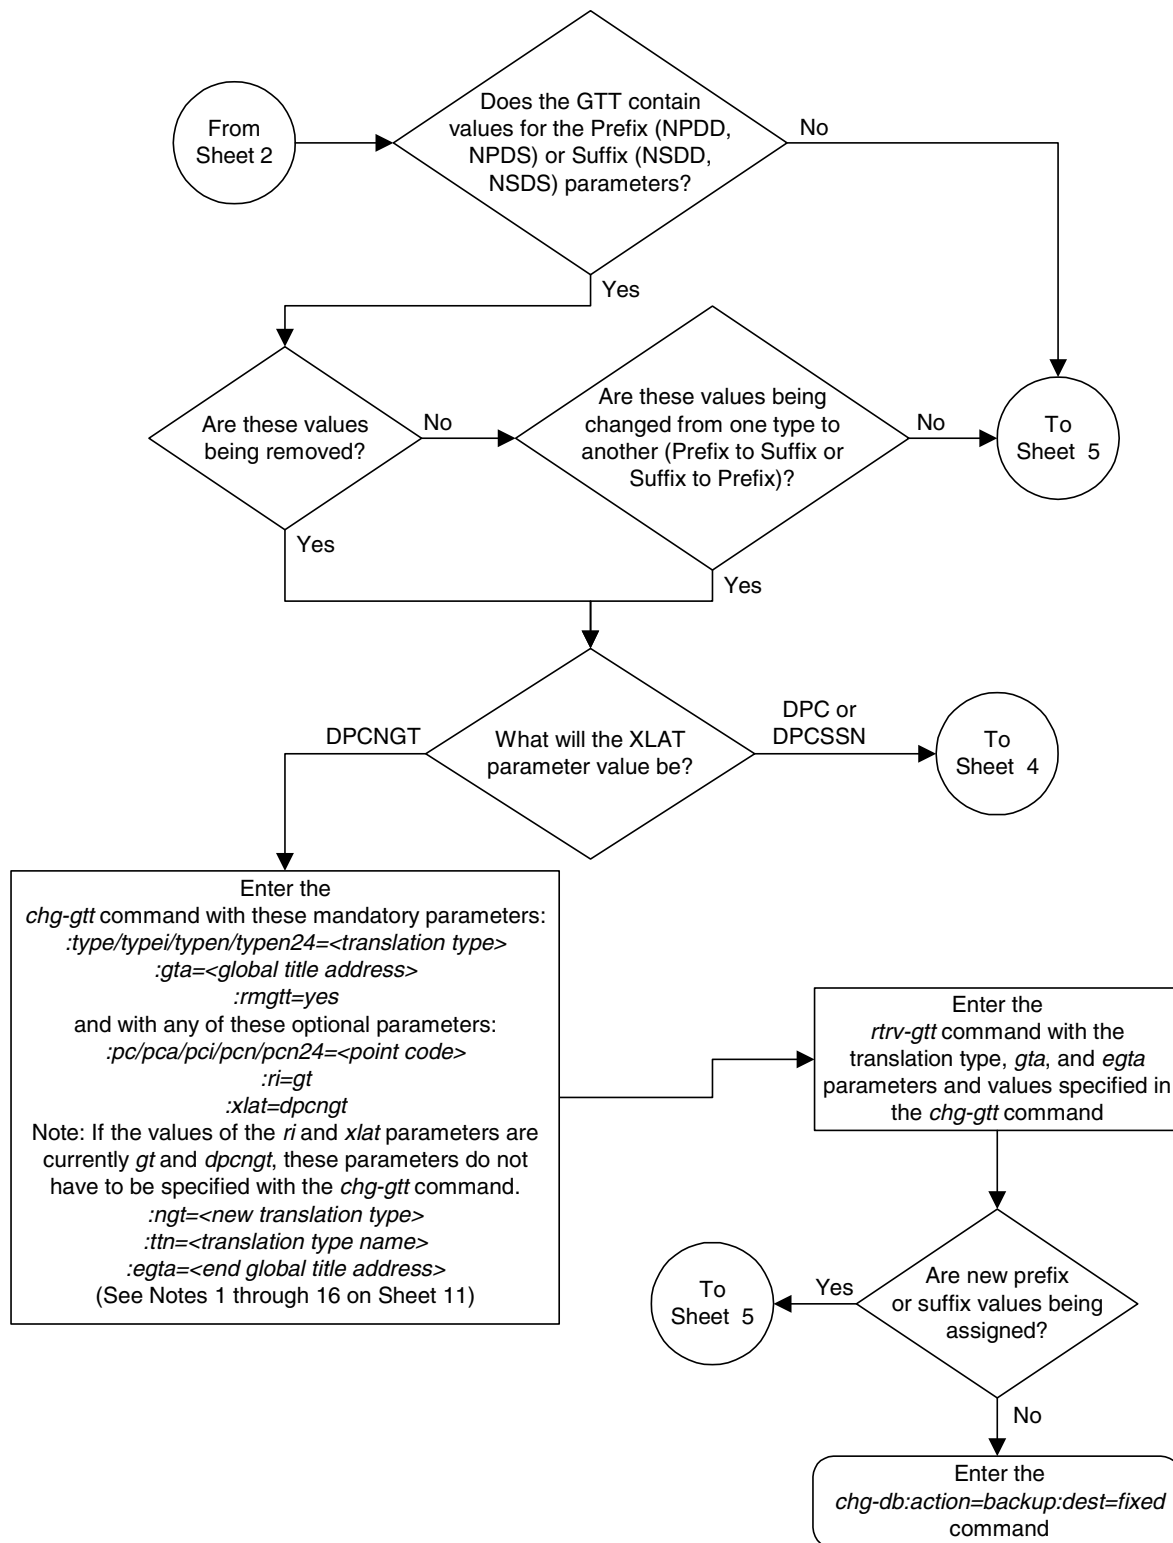 From
Sheet 2
Does the GTT contain
values for the Prefix (NPDD,
NPDS) or Suffix (NSDD,
NSDS) parameters?
No
Yes
Are these values
being removed?
No
Are these values being
changed from one type to
another (Prefix to Suffix or
Suffix to Prefix)?
No
To
Sheet 5
Yes
Yes
DPCNGT
What will the XLAT
parameter value be?
DPC or
DPCSSN
To
Sheet 4
Enter the
chg-gtt command with these mandatory parameters:
:type/typei/typen/typen24=<translation type>
:gta=<global title address>
:rmgtt=yes
and with any of these optional parameters:
:pc/pca/pci/pcn/pcn24=<point code>
:ri=gt
:xlat=dpcngt
Note: If the values of the ri and xlat parameters are
currently gt and dpcngt, these parameters do not
have to be specified with the chg-gtt command.
:ngt=<new translation type>
:ttn=<translation type name>
:egta=<end global title address>
(See Notes 1 through 16 on Sheet 11)
Enter the
rtrv-gtt command with the
translation type, gta, and egta
parameters and values specified in
the chg-gtt command
Are new prefix
or suffix values being
assigned?
Yes
To
Sheet 5
No
Enter the
chg-db:action=backup:dest=fixed
command